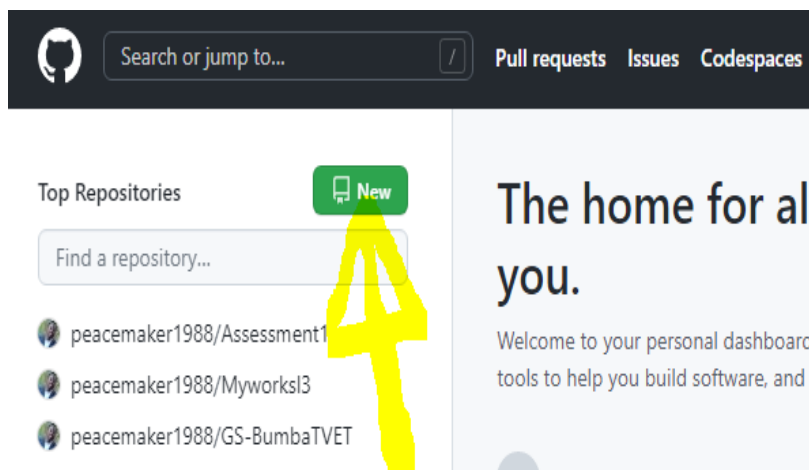 Search or jump to... /
Pull requests Issues Codespaces
Top Repositories
New
Find a repository...
peacemaker1988/Assessment1
peacemaker1988/Myworksl3
peacemaker1988/GS-BumbaTVET
The home for al
you.
Welcome to your personal dashboard
tools to help you build software, and